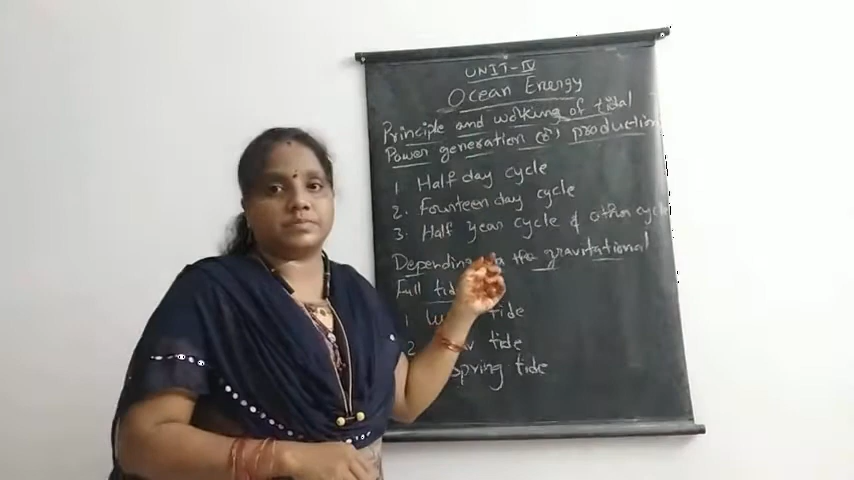 UNIT-IV
Ocean Energy
Principle and working of tidal
Power generation (or) production
1. Half day cycle
2. Fourteen day cycle
3. Half year cycle & other cycle
Depending the gravitational
Full
1. tide
2 tide
spring tide